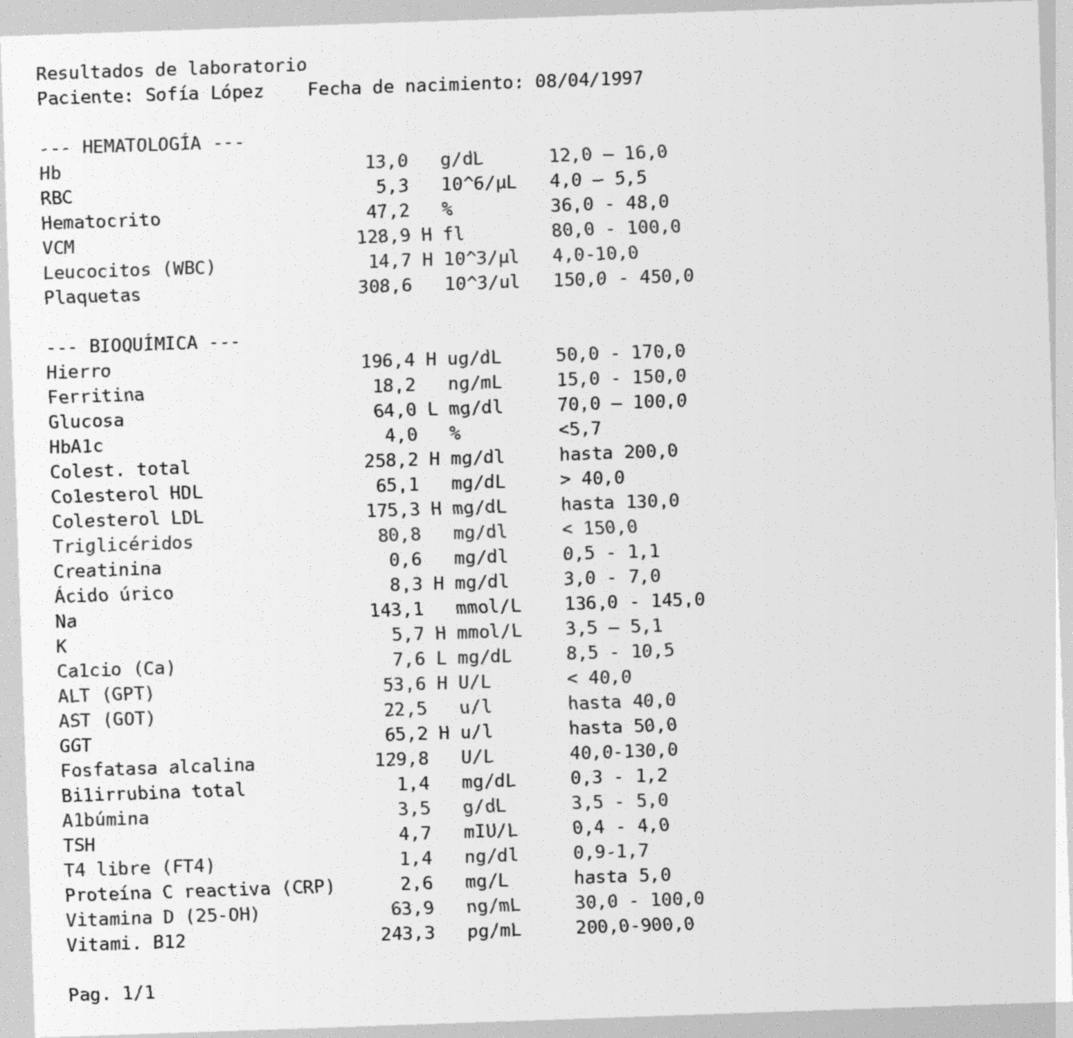 Resultados de laboratorio
Paciente: Sofía López    Fecha de nacimiento: 08/04/1997

--- HEMATOLOGÍA ---
Hb    13,0    g/dL    12,0 – 16,0
RBC    5,3    10^6/µL    4,0 – 5,5
Hematocrito    47,2    %    36,0 - 48,0
VCM    128,9 H fl    80,0 - 100,0
Leucocitos (WBC)    14,7 H 10^3/µl    4,0-10,0
Plaquetas    308,6    10^3/ul    150,0 - 450,0

--- BIOQUÍMICA ---
Hierro    196,4 H ug/dL    50,0 - 170,0
Ferritina    18,2    ng/mL    15,0 - 150,0
Glucosa    64,0 L mg/dl    70,0 – 100,0
HbA1c    4,0    %    <5,7
Colest. total    258,2 H mg/dl    hasta 200,0
Co1esterol HDL    65,1    mg/dL    > 40,0
Colesterol LDL    175,3 H mg/dL    hasta 130,0
Triglicéridos    80,8    mg/dl    < 150,0
Creatinina    0,6    mg/dl    0,5 - 1,1
Ácido úrico    8,3 H mg/dl    3,0 - 7,0
Na    143,1    mmol/L    136,0 - 145,0
K    5,7 H mmol/L    3,5 – 5,1
Ca1cio (Ca)    7,6 L mg/dL    8,5 - 10,5
ALT (GPT)    53,6 H U/L    < 40,0
AST (GOT)    22,5    u/l    hasta 40,0
GGT    65,2 H u/l    hasta 50,0
Fosfatasa alcalina    129,8    U/L    40,0-130,0
Bi1irrubina total    1,4    mg/dL    0,3 - 1,2
A1búmina    3,5    g/dL    3,5 - 5,0
TSH    4,7    mIU/L    0,4 - 4,0
T4 libre (FT4)    1,4    ng/dl    0,9-1,7
Proteína C reactiva (CRP)    2,6    mg/L    hasta 5,0
Vitamina D (25-OH)    63,9    ng/mL    30,0 - 100,0
Vitami. B12    243,3    pg/mL    200,0-900,0

Pag. 1/1